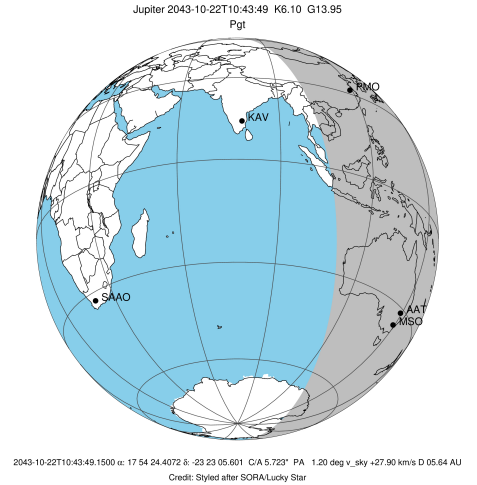 Jupiter 2043-10-22T10:43:49 K6.10 G13.95
Pgt
PMO
KAV
SAAO
AAT
MSO
2043-10-22T10:43:49.1500 α: 17 54 24.4072 δ: -23 23 05.601 C/A 5.723" PA 1.20 deg v_sky +27.90 km/s D 05.64 AU
Credit: Styled after SORA/Lucky Star